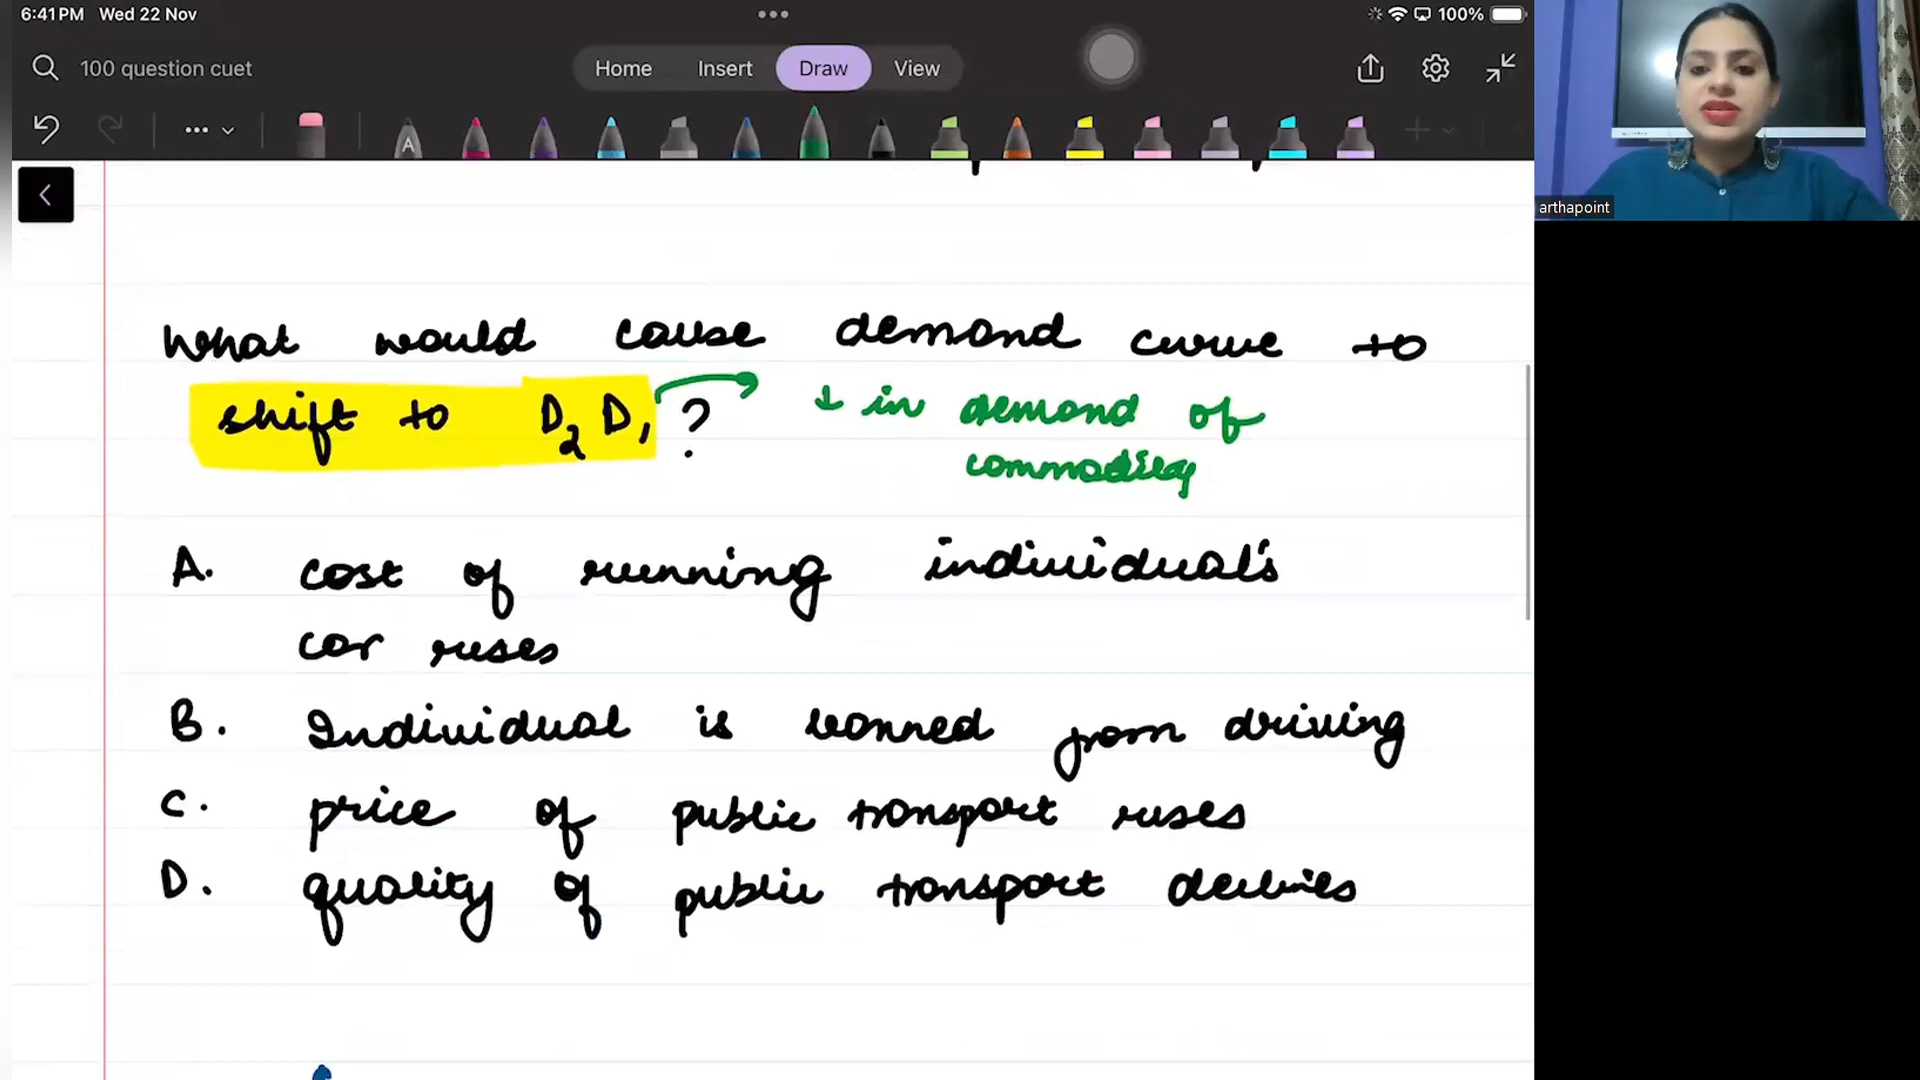 6:41 PM Wed 22 Nov
100%
100 question cuet
Home Insert Draw View
A
arthapoint
What would cause demand curve to
shift to D2 D1 ? ↓ in demand of
commodity
A. cost of running individual's
car rises
B. Individual is banned from driving
C. price of public transport rises
D. quality of public transport declines